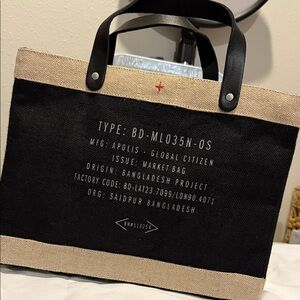 TYPE: BD-ML035N-OS
MFG: APOLIS - GLOBAL CITIZEN
ISSUE: MARKET BAG
ORIGIN: BANGLADESH PROJECT
FACTORY CODE: BD-LAT23.7099/LON90.4071
ORG: SAIDPUR BANGLADESH